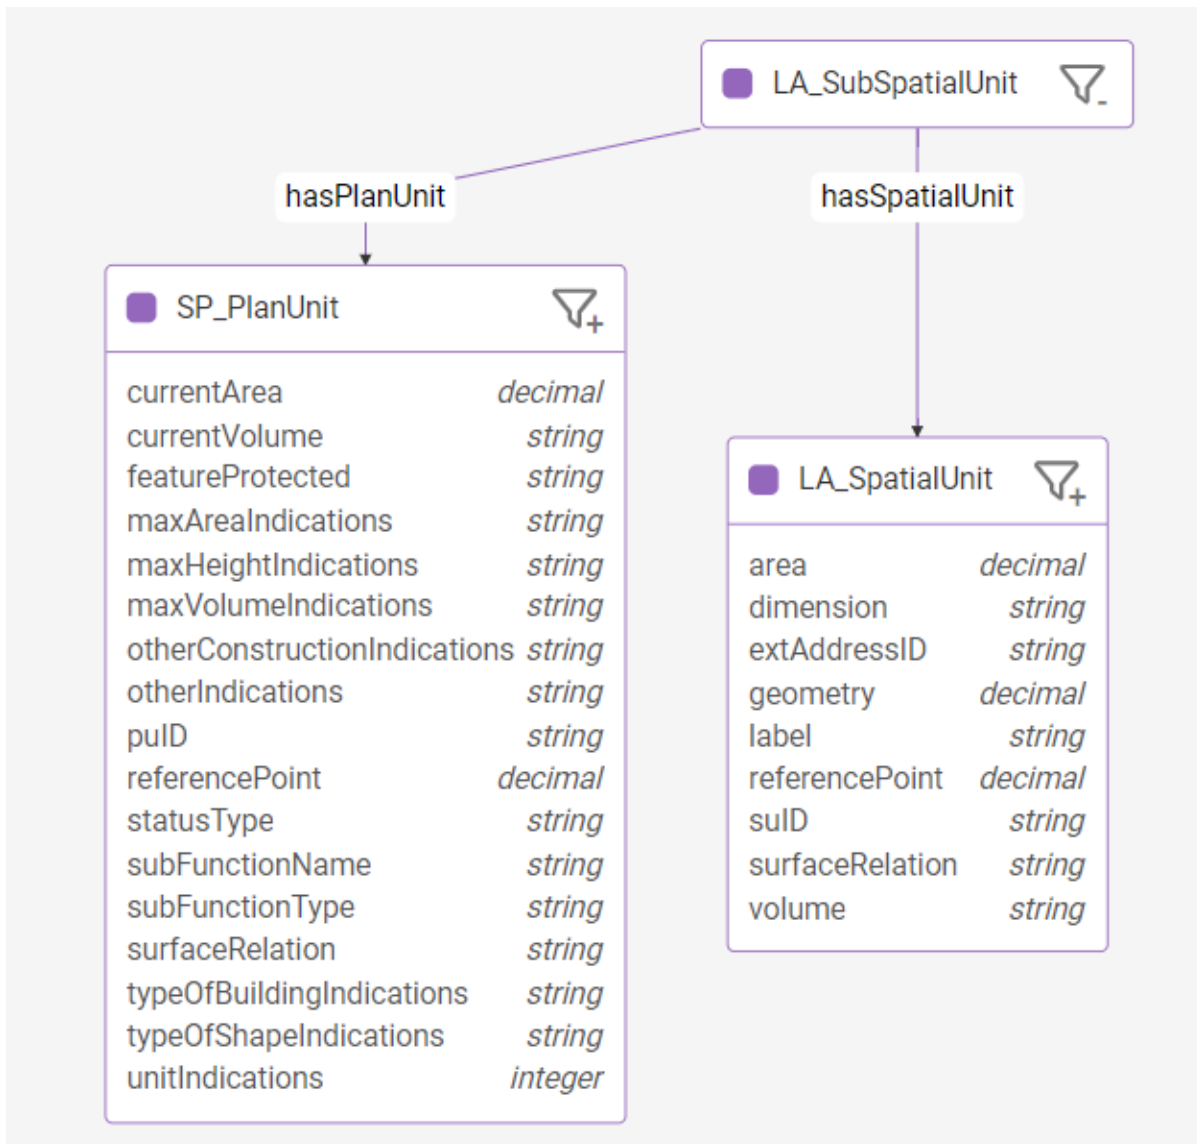 LA_SubSpatialUnit
hasPlanUnit
hasSpatialUnit
SP_PlanUnit
currentArea decimal
currentVolume string
featureProtected string
maxAreaIndications string
maxHeightIndications string
maxVolumeIndications string
otherConstructionIndications string
otherIndications string
puID string
referencePoint decimal
statusType string
subFunctionName string
subFunctionType string
surfaceRelation string
typeOfBuildingIndications string
typeOfShapeIndications string
unitIndications integer
LA_SpatialUnit
area decimal
dimension string
extAddressID string
geometry decimal
label string
referencePoint decimal
suID string
surfaceRelation string
volume string